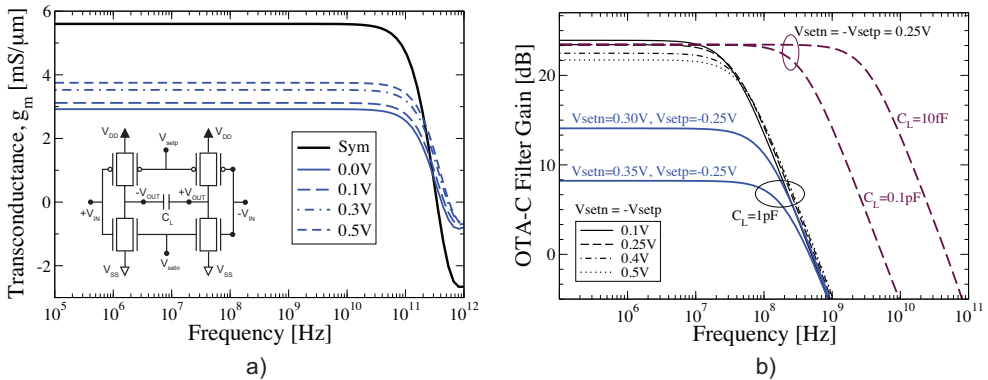 Transconductance, g_m [mS/μm]
6
4
2
0
-2
V_DD
V_DD
V_setp
-V_OUT
+V_OUT
C_L
+V_IN
-V_IN
V_SS
V_setn
V_SS
Sym
0.0V
0.1V
0.3V
0.5V
10^5 10^6 10^7 10^8 10^9 10^10 10^11 10^12
Frequency [Hz]
a)
OTA-C Filter Gain [dB]
24
16
8
0
Vsetn = -Vsetp = 0.25V
Vsetn=0.30V, Vsetp=-0.25V
C_L=10fF
Vsetn=0.35V, Vsetp=-0.25V
C_L=0.1pF
C_L=1pF
Vsetn = -Vsetp
0.1V
0.25V
0.4V
0.5V
10^6 10^7 10^8 10^9 10^10 10^11
Frequency [Hz]
b)